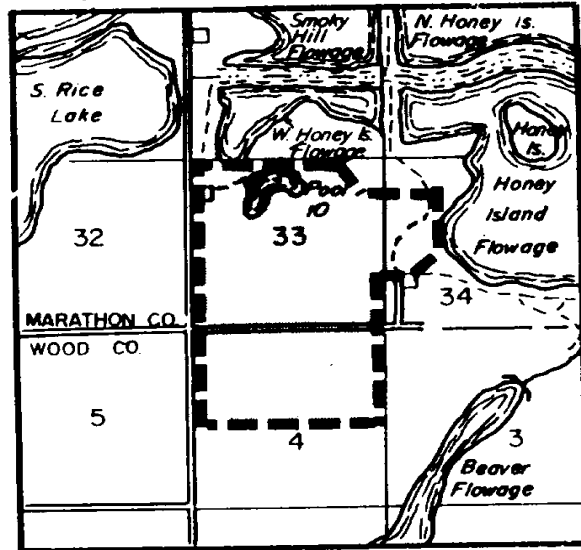 Smoky
Hill
Flowage
N. Honey Is.
Flowage
S. Rice
Lake
W. Honey Is.
Flowage
Honey
Is.
Pool
10
Honey
Island
Flowage
32
33
34
MARATHON CO.
WOOD CO.
5
4
3
Beaver
Flowage